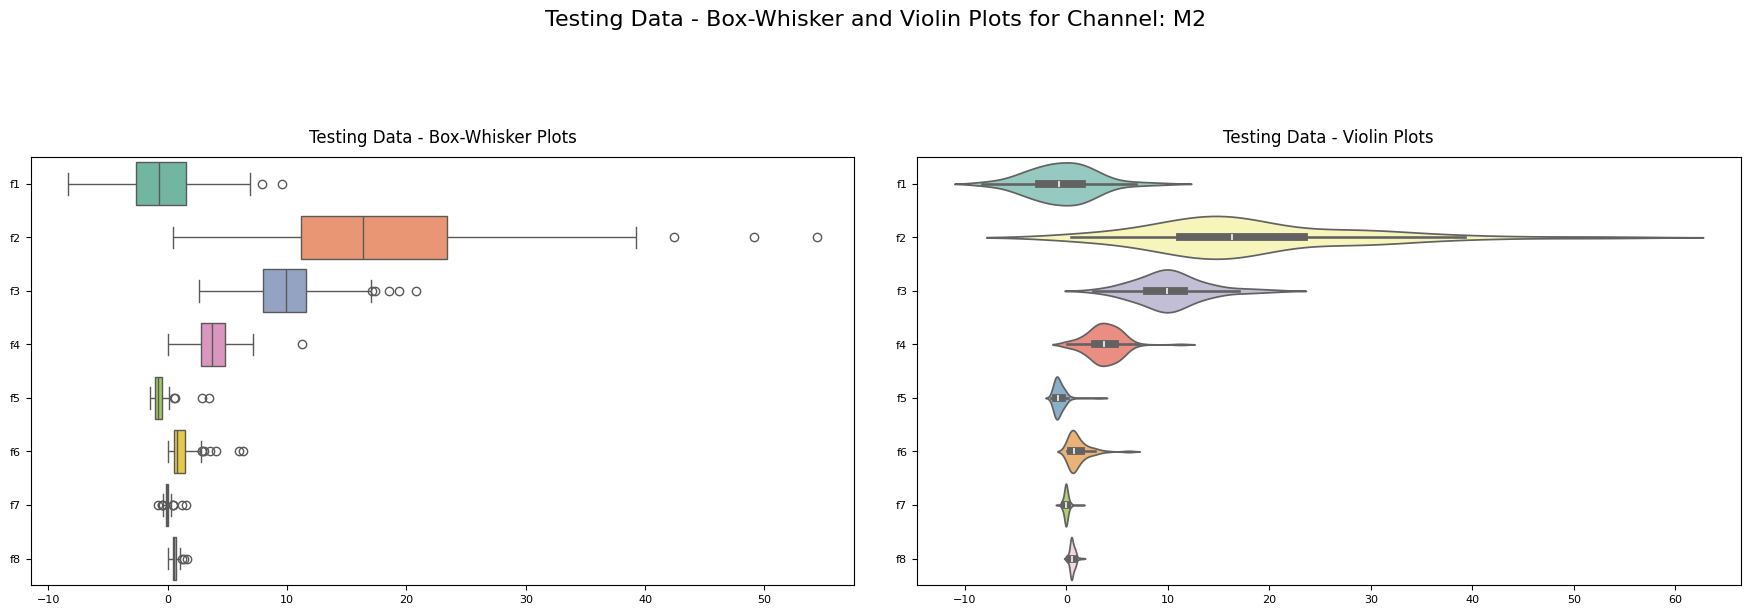 Testing Data - Box-Whisker and Violin Plots for Channel: M2
Testing Data - Box-Whisker Plots
f1
f2
f3
f4
f5
f6
f7
f8
−10 0 10 20 30 40 50
Testing Data - Violin Plots
f1
f2
f3
f4
f5
f6
f7
f8
−10 0 10 20 30 40 50 60